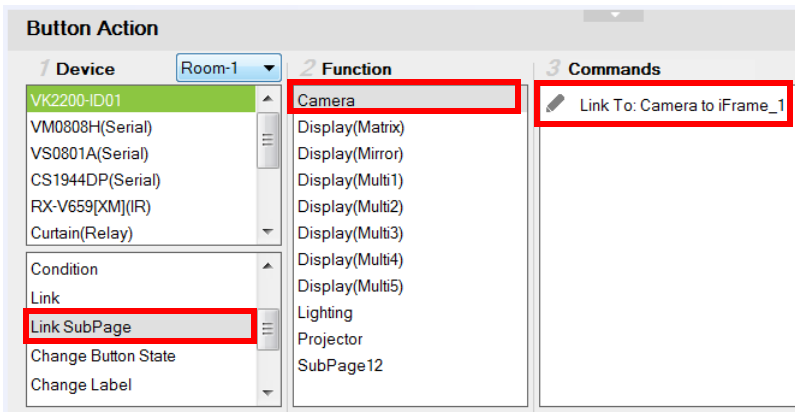 Button Action
1 Device Room-1
VK2200-ID01
VM0808H(Serial)
VS0801A(Serial)
CS1944DP(Serial)
RX-V659[XM](IR)
Curtain(Relay)
Condition
Link
Link SubPage
Change Button State
Change Label
2 Function
Camera
Display(Matrix)
Display(Mirror)
Display(Multi1)
Display(Multi2)
Display(Multi3)
Display(Multi4)
Display(Multi5)
Lighting
Projector
SubPage12
3 Commands
Link To: Camera to iFrame_1